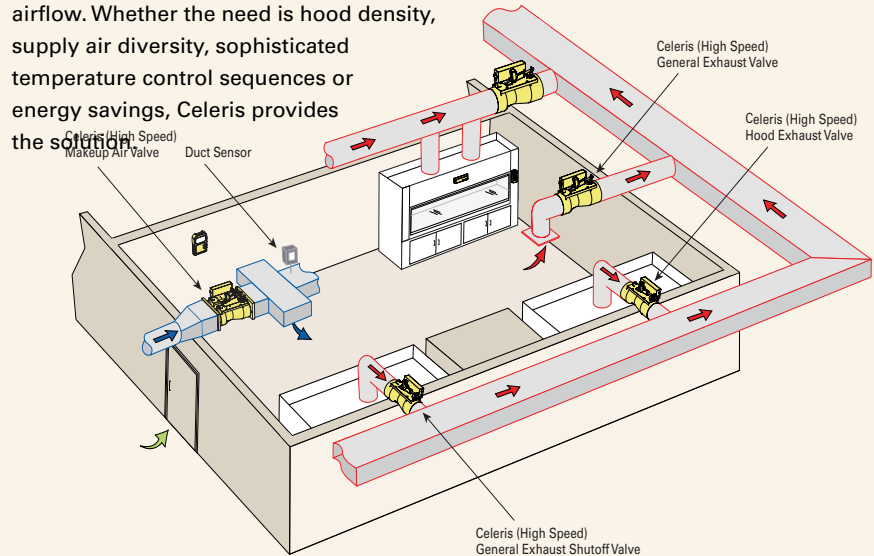 airflow. Whether the need is hood density,
supply air diversity, sophisticated
temperature control sequences or
energy savings, Celeris provides
the solution.
Celeris (High Speed)
Makeup Air Valve
Duct Sensor
Celeris (High Speed)
General Exhaust Valve
Celeris (High Speed)
Hood Exhaust Valve
Celeris (High Speed)
General Exhaust Shutoff Valve